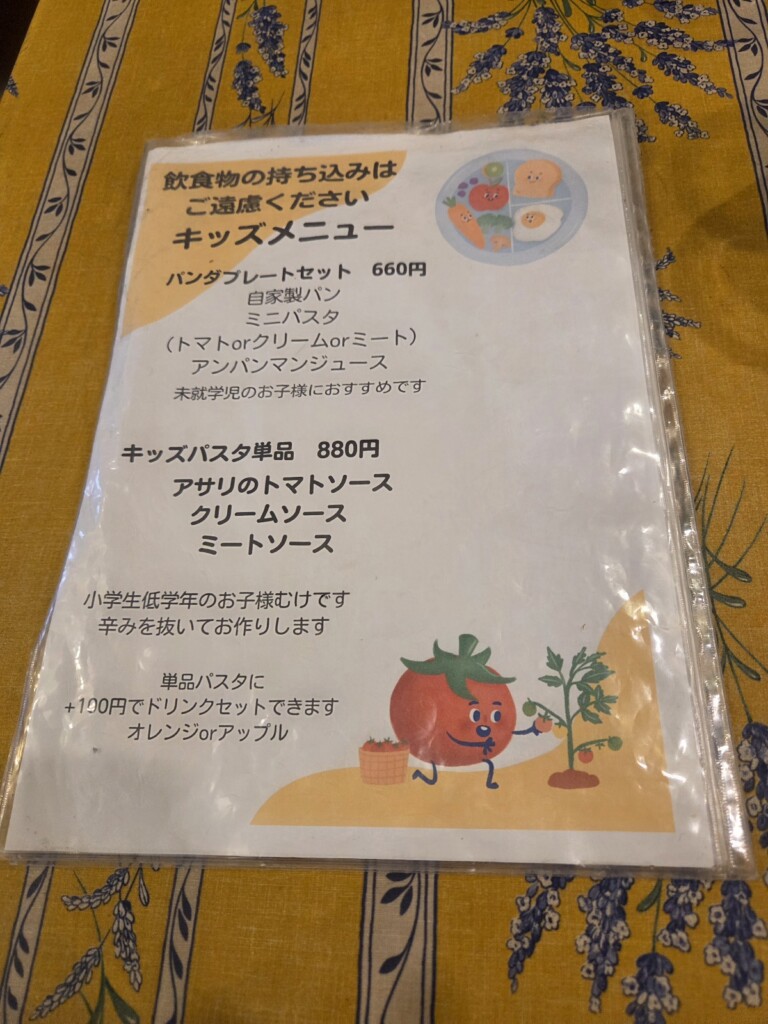 飲食物の持ち込みは
ご遠慮ください
キッズメニュー
パンダプレートセット　660円
自家製パン
ミニパスタ
（トマトorクリームorミート）
アンパンマンジュース
未就学児のお子様におすすめです
キッズパスタ単品　880円
アサリのトマトソース
クリームソース
ミートソース
小学生低学年のお子様むけです
辛みを抜いてお作りします
単品パスタに
+100円でドリンクセットできます
オレンジorアップル